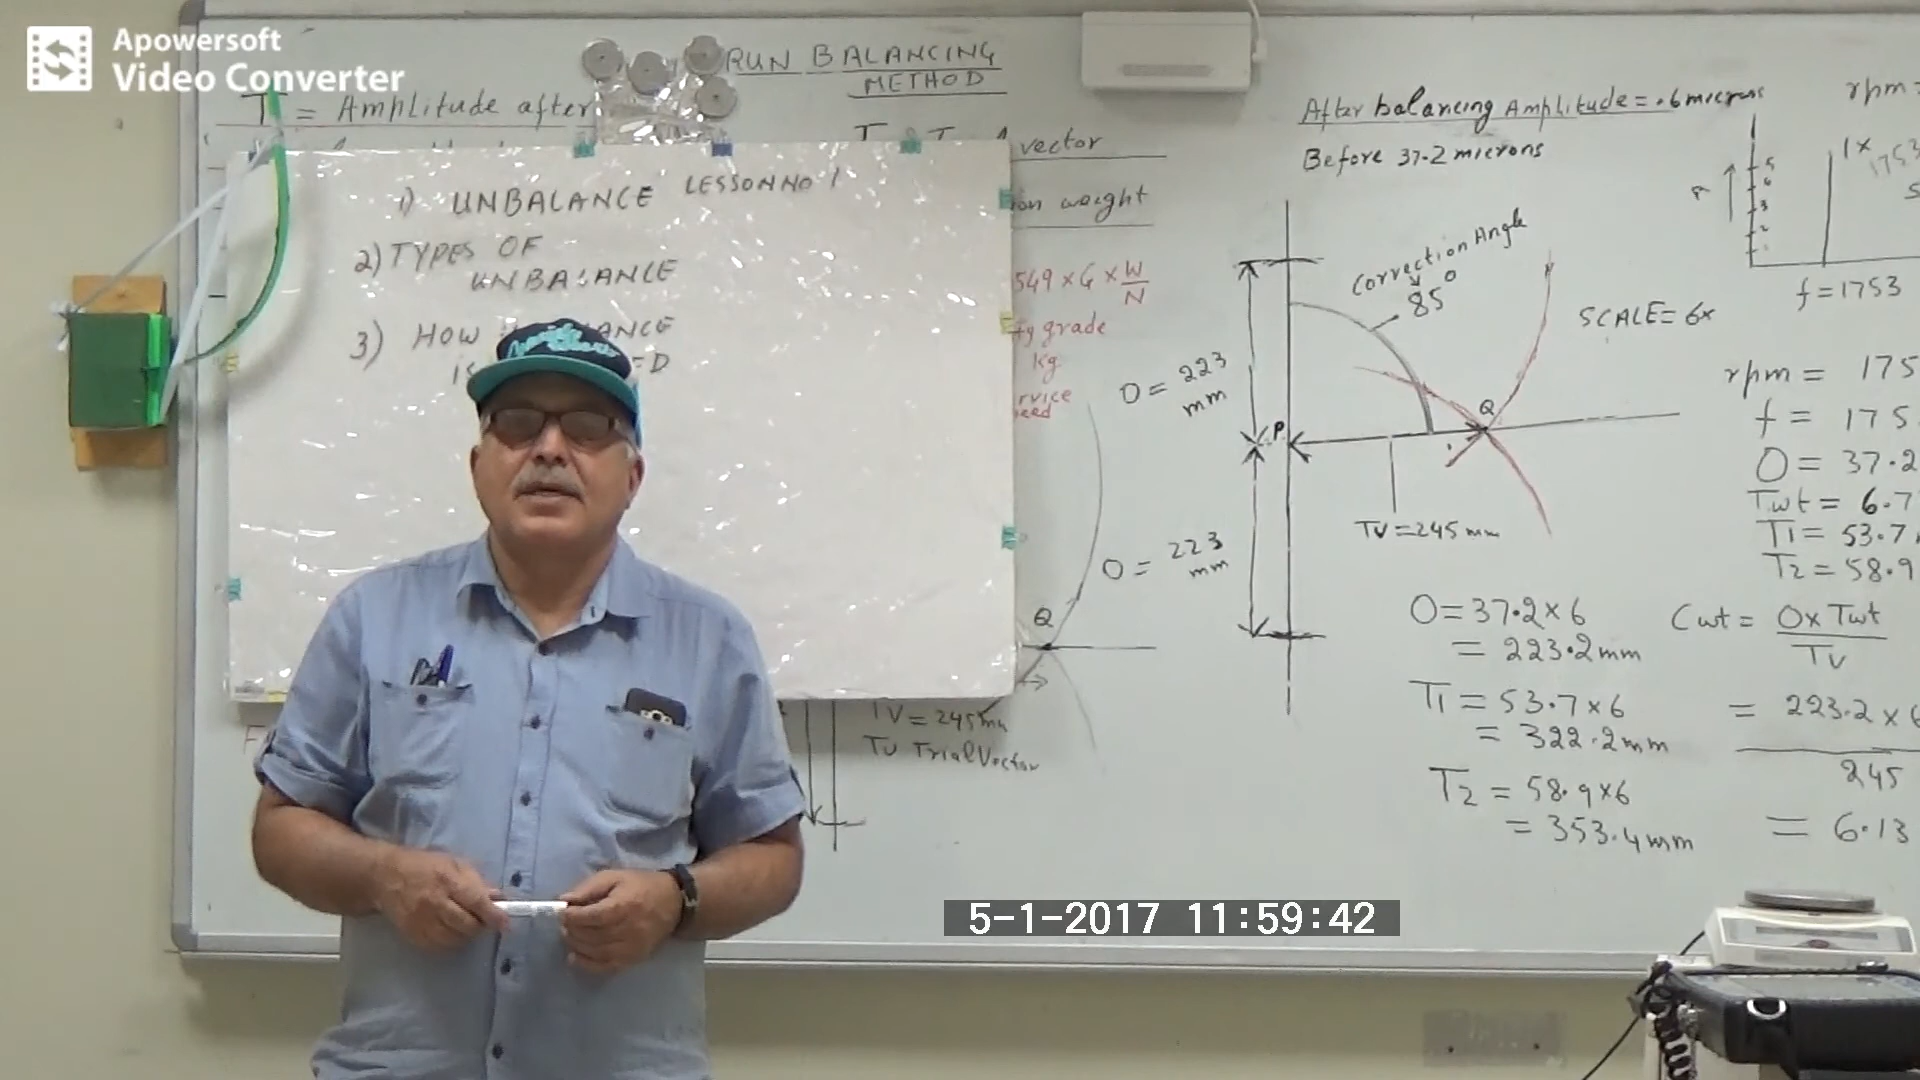 Apowersoft
Video Converter
RUN BALANCING
METHOD
= Amplitude after
vector
weight
1) UNBALANCE LESSON NO 1
2) TYPES OF
UNBALANCE
3) HOW
549 × G × W
N
grade
kg
O = 223
mm
O = 223
mm
Q
TV = 245 mm
TV Trial Vector
After balancing Amplitude = .6 microns
Before 37.2 microns
Correction Angle
85°
SCALE = 6x
P
Q
TV = 245 mm
1x
1753
f = 1753
rpm =
rpm = 175
f = 175
O = 37.2
Twt = 6.7
T1 = 53.7
T2 = 58.9
O = 37.2 × 6
= 223.2 mm
T1 = 53.7 × 6
= 322.2 mm
T2 = 58.9 × 6
= 353.4 mm
Cwt = O x Twt
TV
= 223.2 × 6
245
= 6.13
5-1-2017 11:59:42